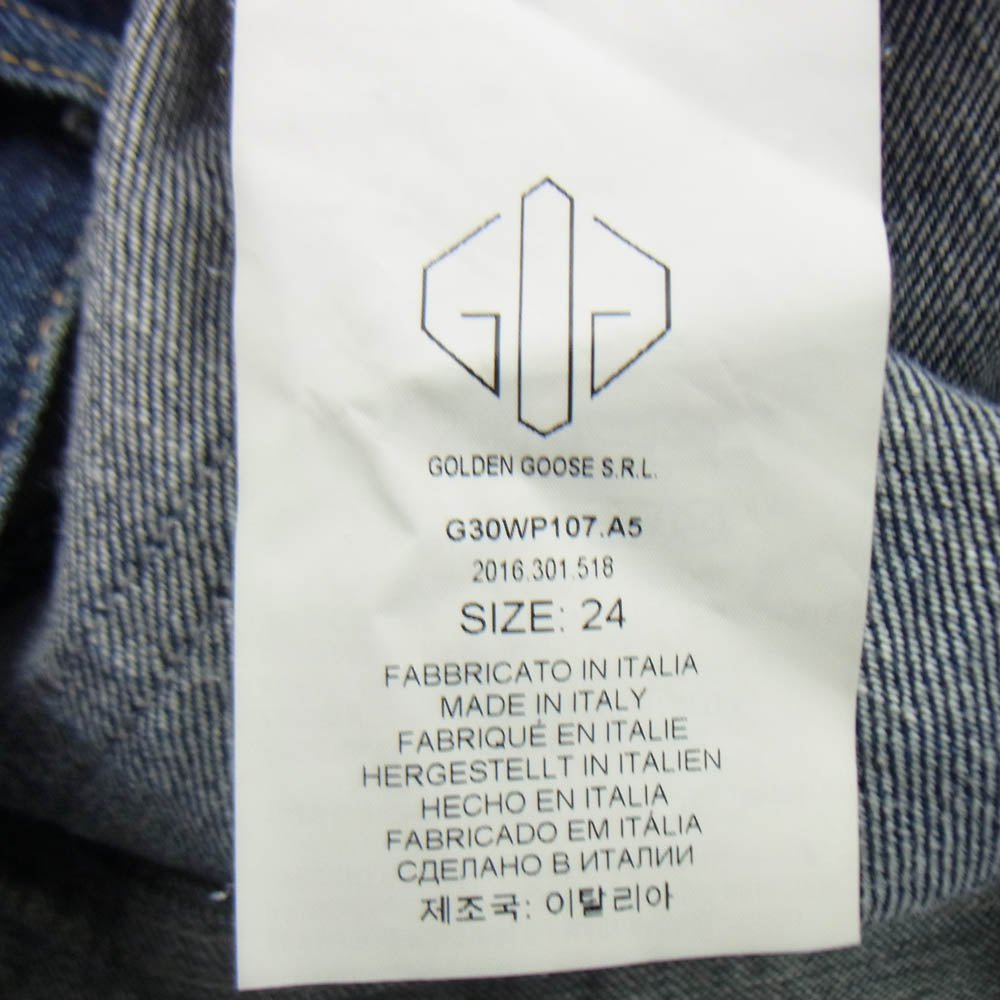 GOLDEN GOOSE S.R.L.
G30WP107.A5
2016.301.518
SIZE: 24
FABBRICATO IN ITALIA
MADE IN ITALY
FABRIQUÉ EN ITALIE
HERGESTELLT IN ITALIEN
HECHO EN ITALIA
FABRICADO EM ITÁLIA
СДЕЛАНО В ИТАЛИИ
제조국: 이탈리아